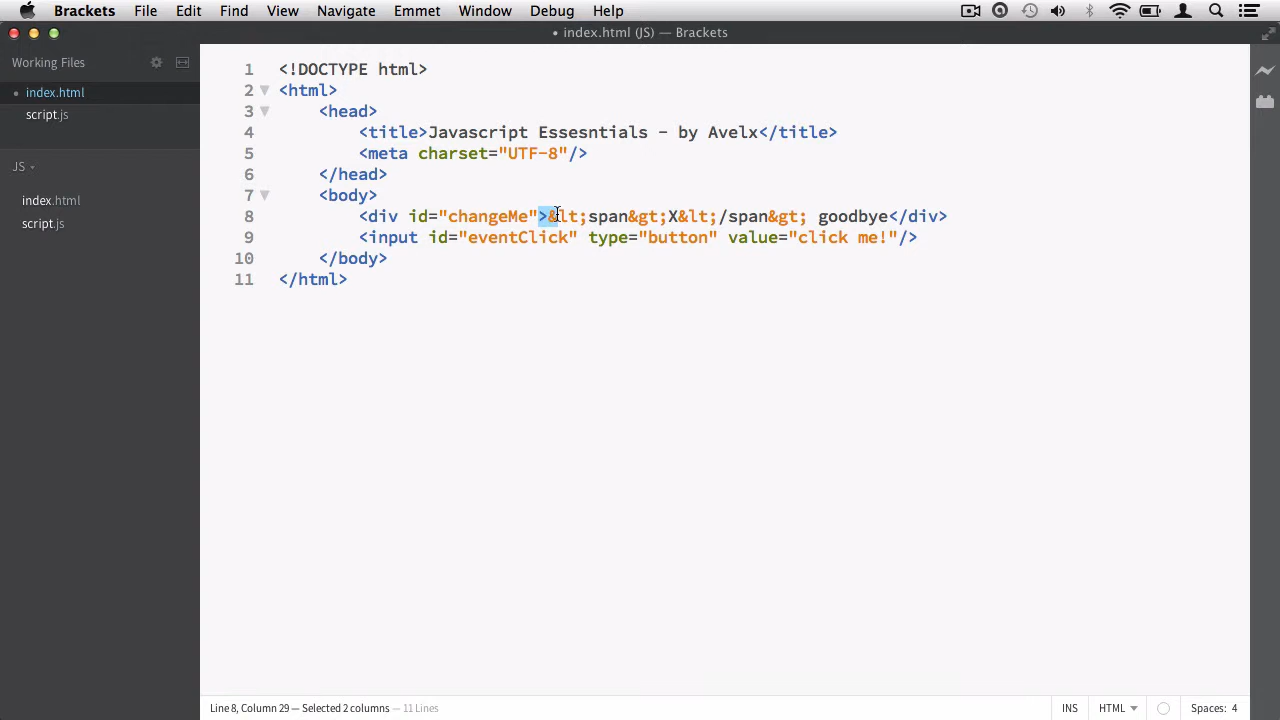 Brackets File Edit Find View Navigate Emmet Window Debug Help
• index.html (JS) — Brackets
Working Files
• index.html
script.js
JS
index.html
script.js
1 <!DOCTYPE html>
2 <html>
3 <head>
4 <title>Javascript Essesntials - by Avelx</title>
5 <meta charset="UTF-8"/>
6 </head>
7 <body>
8 <div id="changeMe">&lt;span&gt;X&lt;/span&gt; goodbye</div>
9 <input id="eventClick" type="button" value="click me!"/>
10 </body>
11 </html>
Line 8, Column 29 — Selected 2 columns — 11 Lines INS HTML Spaces: 4